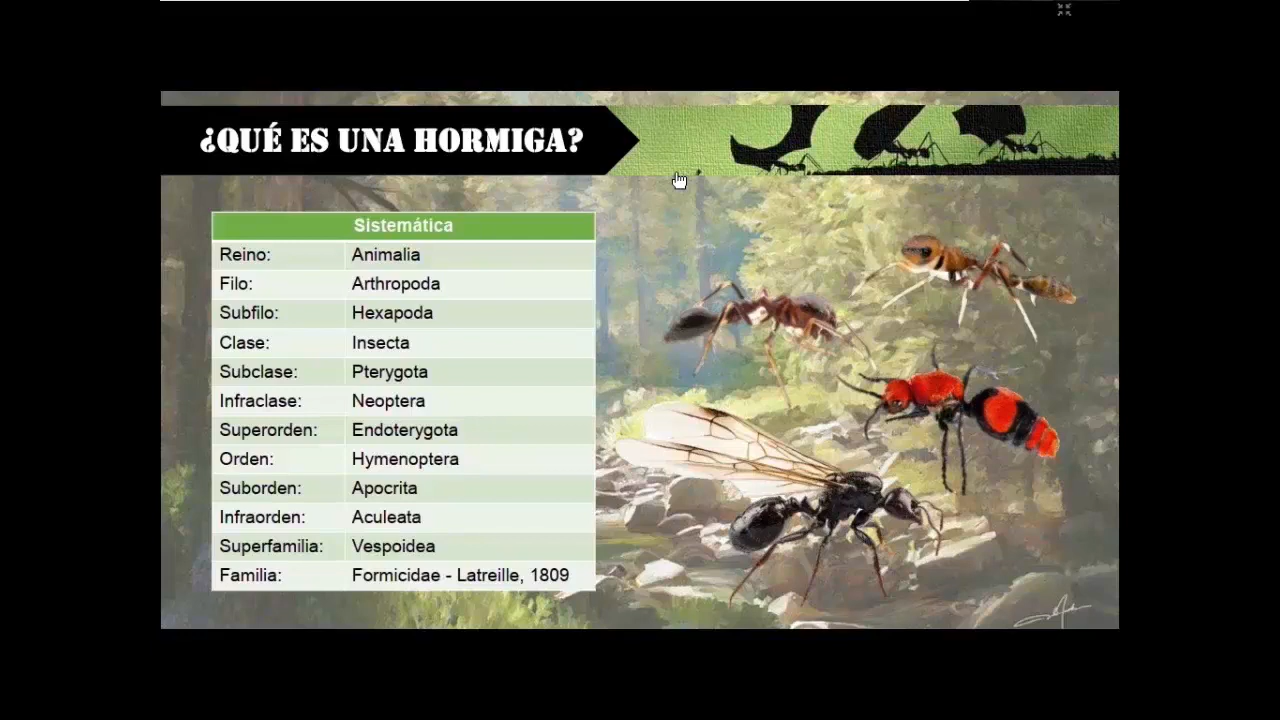 ¿QUÉ ES UNA HORMIGA?
Sistemática
Reino: Animalia
Filo: Arthropoda
Subfilo: Hexapoda
Clase: Insecta
Subclase: Pterygota
Infraclase: Neoptera
Superorden: Endoterygota
Orden: Hymenoptera
Suborden: Apocrita
Infraorden: Aculeata
Superfamilia: Vespoidea
Familia: Formicidae - Latreille, 1809